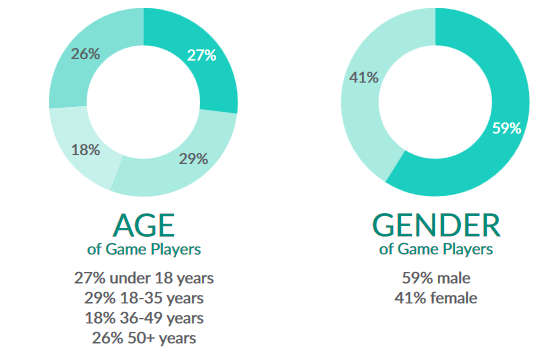 26%
27%
18%
29%
41%
59%
AGE
of Game Players
27% under 18 years
29% 18-35 years
18% 36-49 years
26% 50+ years
GENDER
of Game Players
59% male
41% female